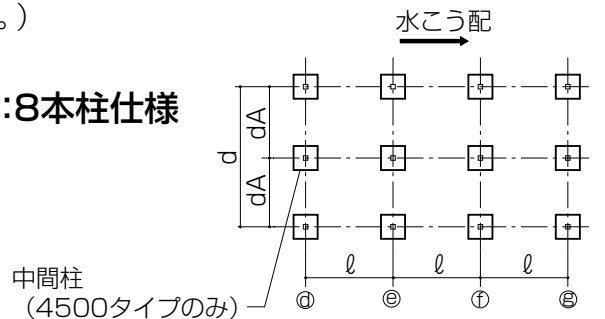 。)
水こう配
:8本柱仕様
d
dA
dA
中間柱
(4500タイプのみ)
ℓ ℓ ℓ
ⓓ ⓔ ⓕ ⓖ